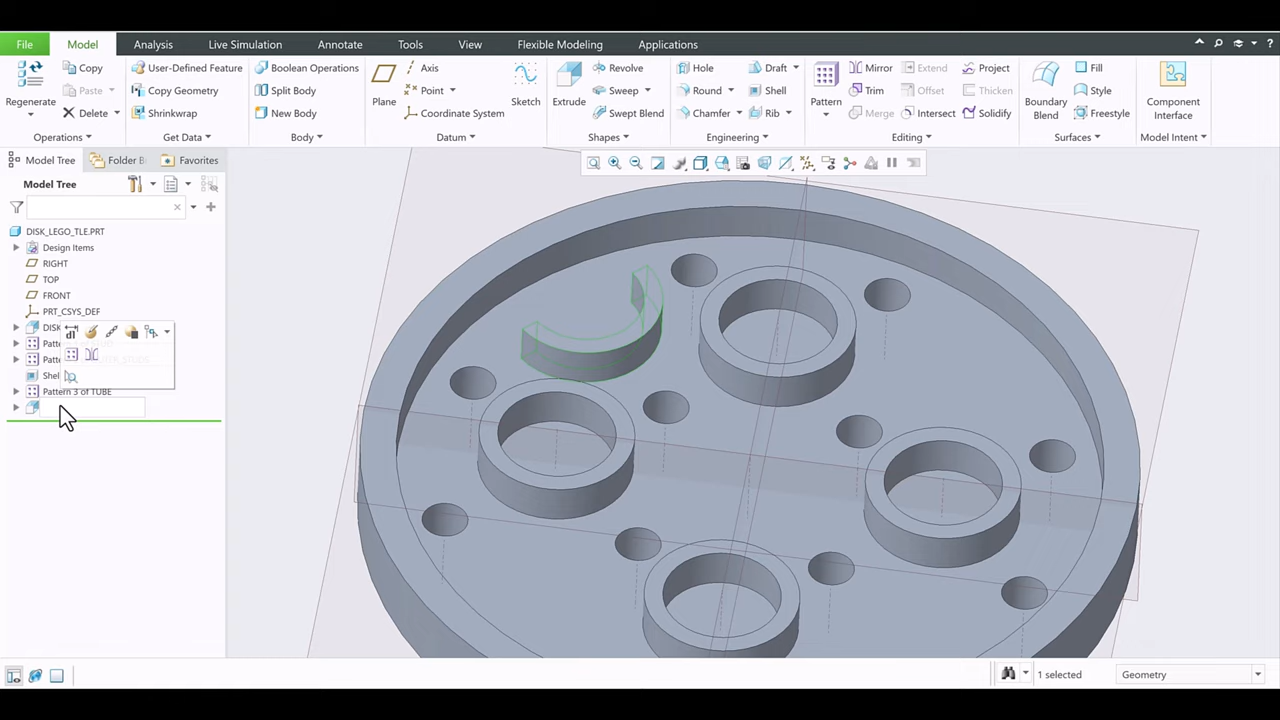 File Model Analysis Live Simulation Annotate Tools View Flexible Modeling Applications
Regenerate
Copy
Paste
Delete
Operations
User-Defined Feature
Copy Geometry
Shrinkwrap
Get Data
Boolean Operations
Split Body
New Body
Body
Plane
Axis
Point
Coordinate System
Sketch
Datum
Extrude
Revolve
Sweep
Swept Blend
Shapes
Hole
Round
Chamfer
Draft
Shell
Rib
Engineering
Pattern
Mirror
Trim
Merge
Extend
Offset
Intersect
Project
Thicken
Solidify
Editing
Boundary
Blend
Fill
Style
Freestyle
Surfaces
Component
Interface
Model Intent
Model Tree Folder B Favorites
Model Tree
DISK_LEGO_TLE.PRT
Design Items
RIGHT
TOP
FRONT
PRT_CSYS_DEF
DISK
Pattern 3 of TUBE
1 selected
Geometry